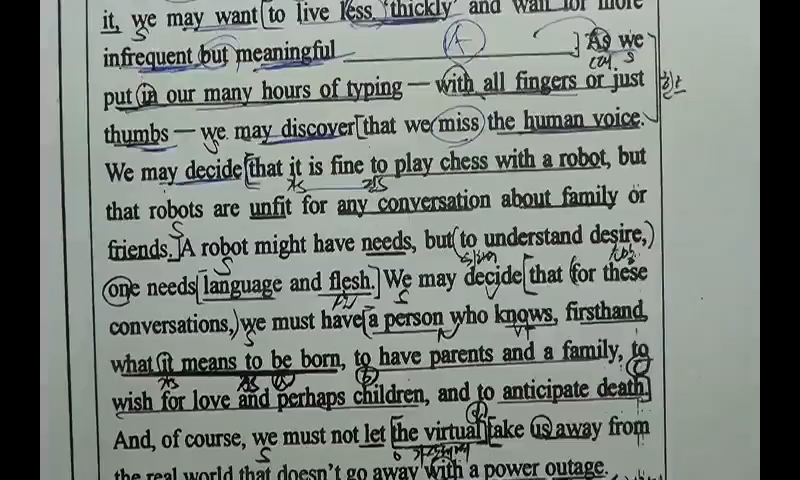 it, we may want to live less 'thickly' and wait for more
infrequent but meaningful ____________________ As we
put in our many hours of typing — with all fingers or just
thumbs — we may discover that we miss the human voice.
We may decide that it is fine to play chess with a robot, but
that robots are unfit for any conversation about family or
friends. A robot might have needs, but to understand desire,
one needs language and flesh. We may decide that for these
conversations, we must have a person who knows, firsthand,
what it means to be born, to have parents and a family, to
wish for love and perhaps children, and to anticipate death.
And, of course, we must not let the virtual take us away from
the real world that doesn't go away with a power outage.